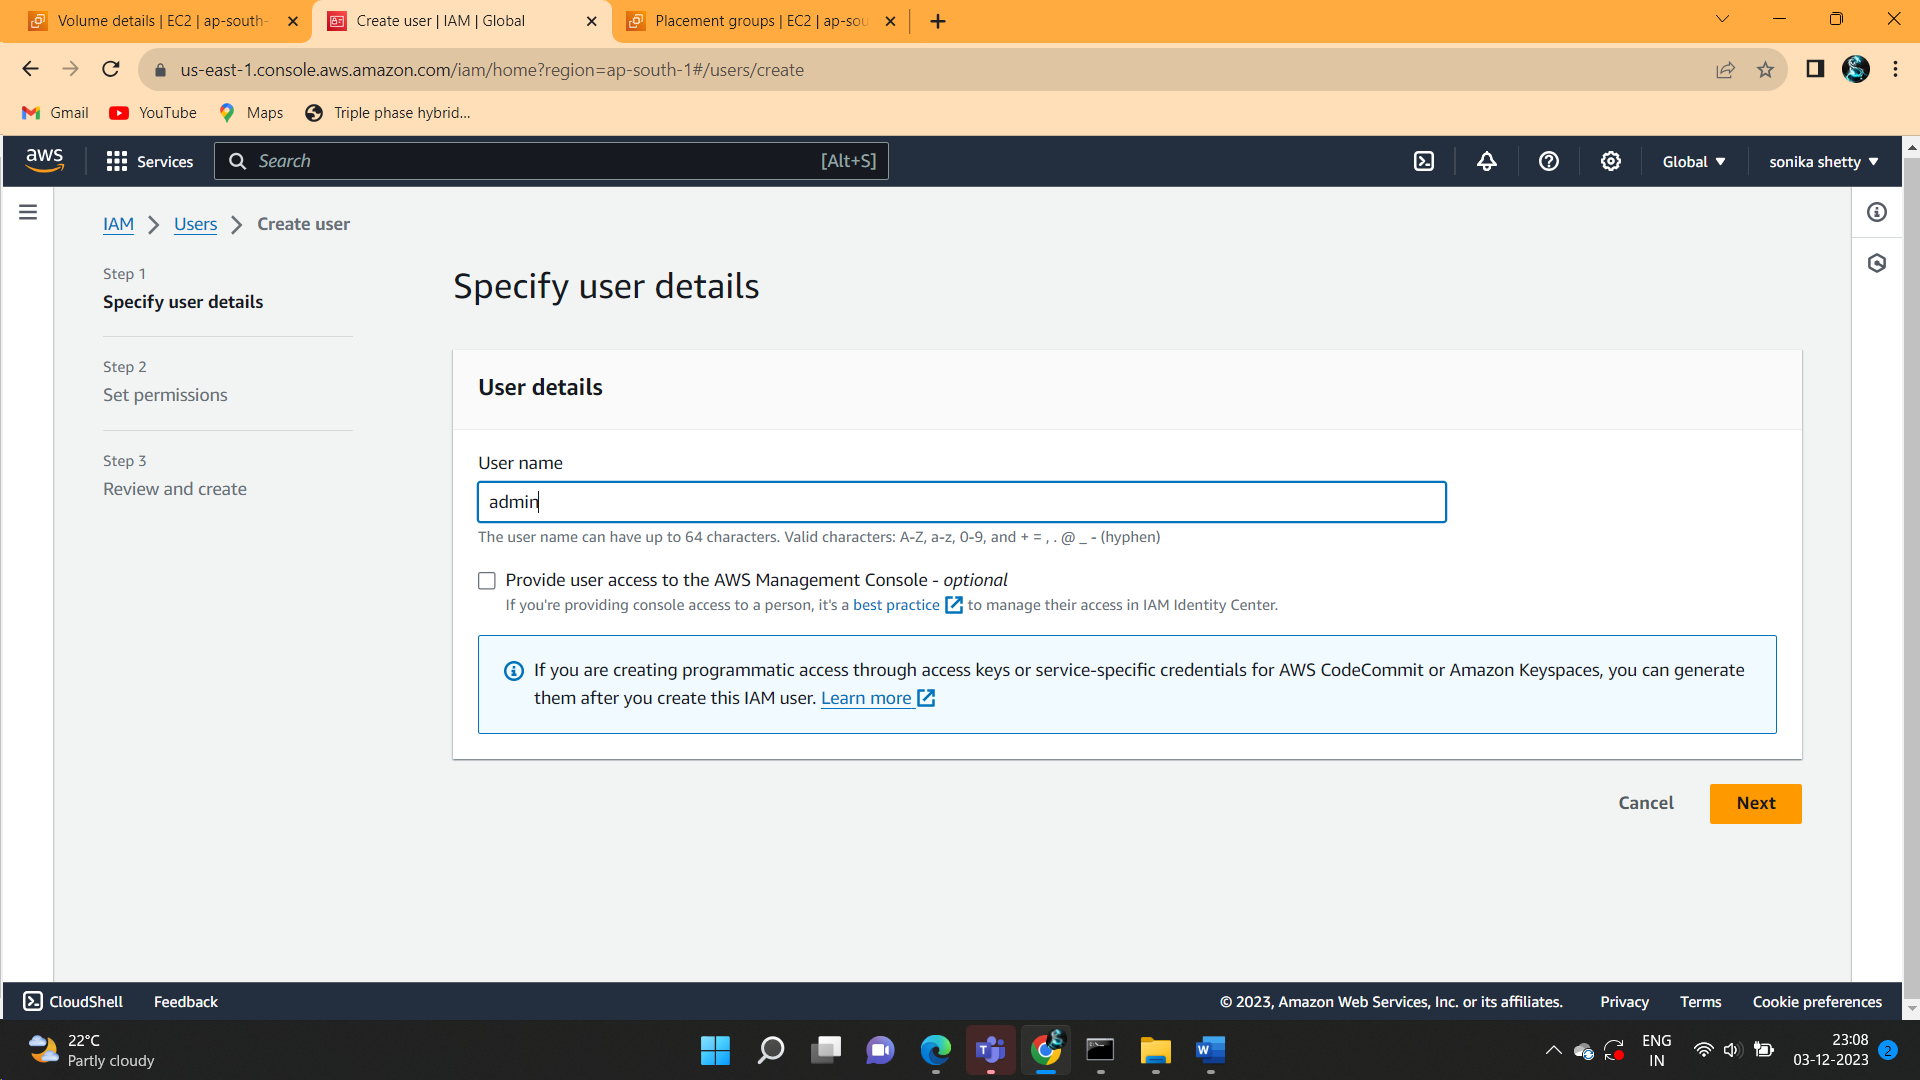 Volume details | EC2 | ap-south-
Create user | IAM | Global
Placement groups | EC2 | ap-sou
us-east-1.console.aws.amazon.com/iam/home?region=ap-south-1#/users/create
Gmail
YouTube
Maps
Triple phase hybrid...
aws
Services
Search
[Alt+S]
Global
sonika shetty
IAM
Users
Create user
Step 1
Specify user details
Step 2
Set permissions
Step 3
Review and create
Specify user details
User details
User name
admin
The user name can have up to 64 characters. Valid characters: A-Z, a-z, 0-9, and + = , . @ _ - (hyphen)
Provide user access to the AWS Management Console - optional
If you're providing console access to a person, it's a best practice to manage their access in IAM Identity Center.
If you are creating programmatic access through access keys or service-specific credentials for AWS CodeCommit or Amazon Keyspaces, you can generate
them after you create this IAM user. Learn more
Cancel
Next
CloudShell
Feedback
© 2023, Amazon Web Services, Inc. or its affiliates.
Privacy
Terms
Cookie preferences
22°C
Partly cloudy
ENG
IN
23:08
03-12-2023
2